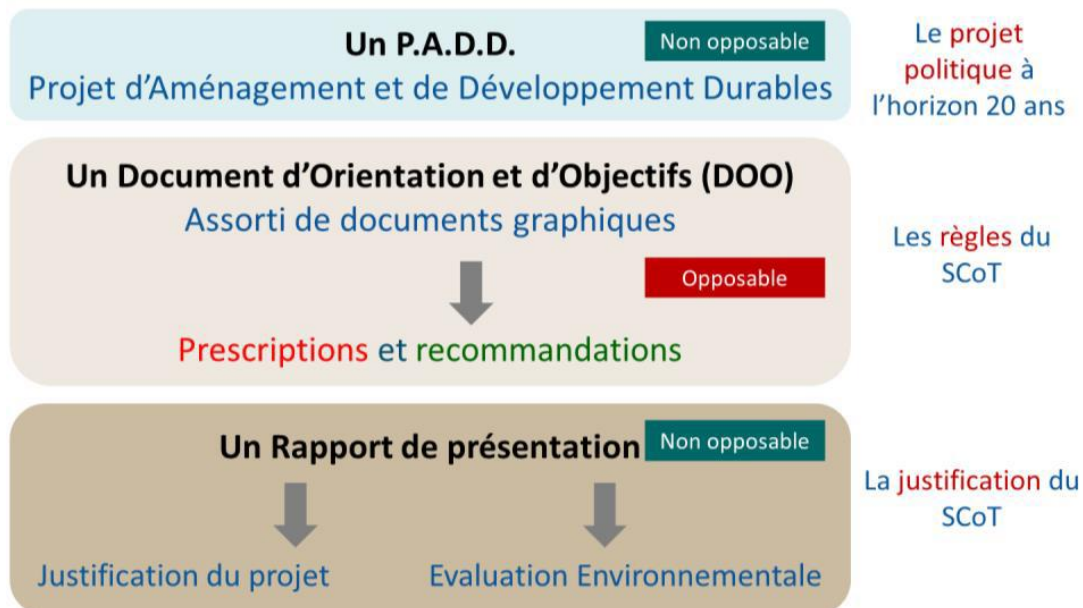 Un P.A.D.D.
Non opposable
Projet d’Aménagement et de Développement Durables
Le projet
politique à
l’horizon 20 ans
Un Document d’Orientation et d’Objectifs (DOO)
Assorti de documents graphiques
Opposable
Prescriptions et recommandations
Les règles du
SCoT
Un Rapport de présentation
Non opposable
Justification du projet
Evaluation Environnementale
La justification du
SCoT